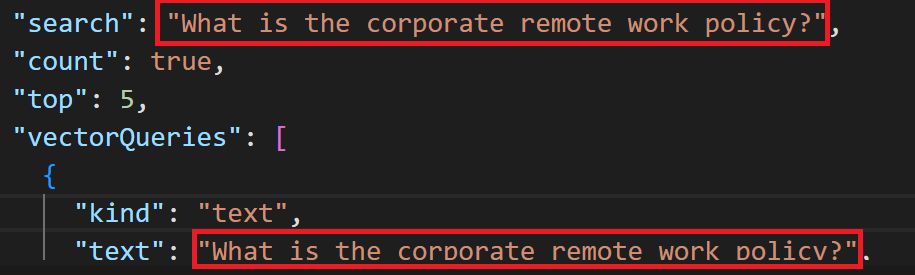 "search": "What is the corporate remote work policy?",
"count": true,
"top": 5,
"vectorQueries": [
{
"kind": "text",
"text": "What is the corporate remote work policy?",